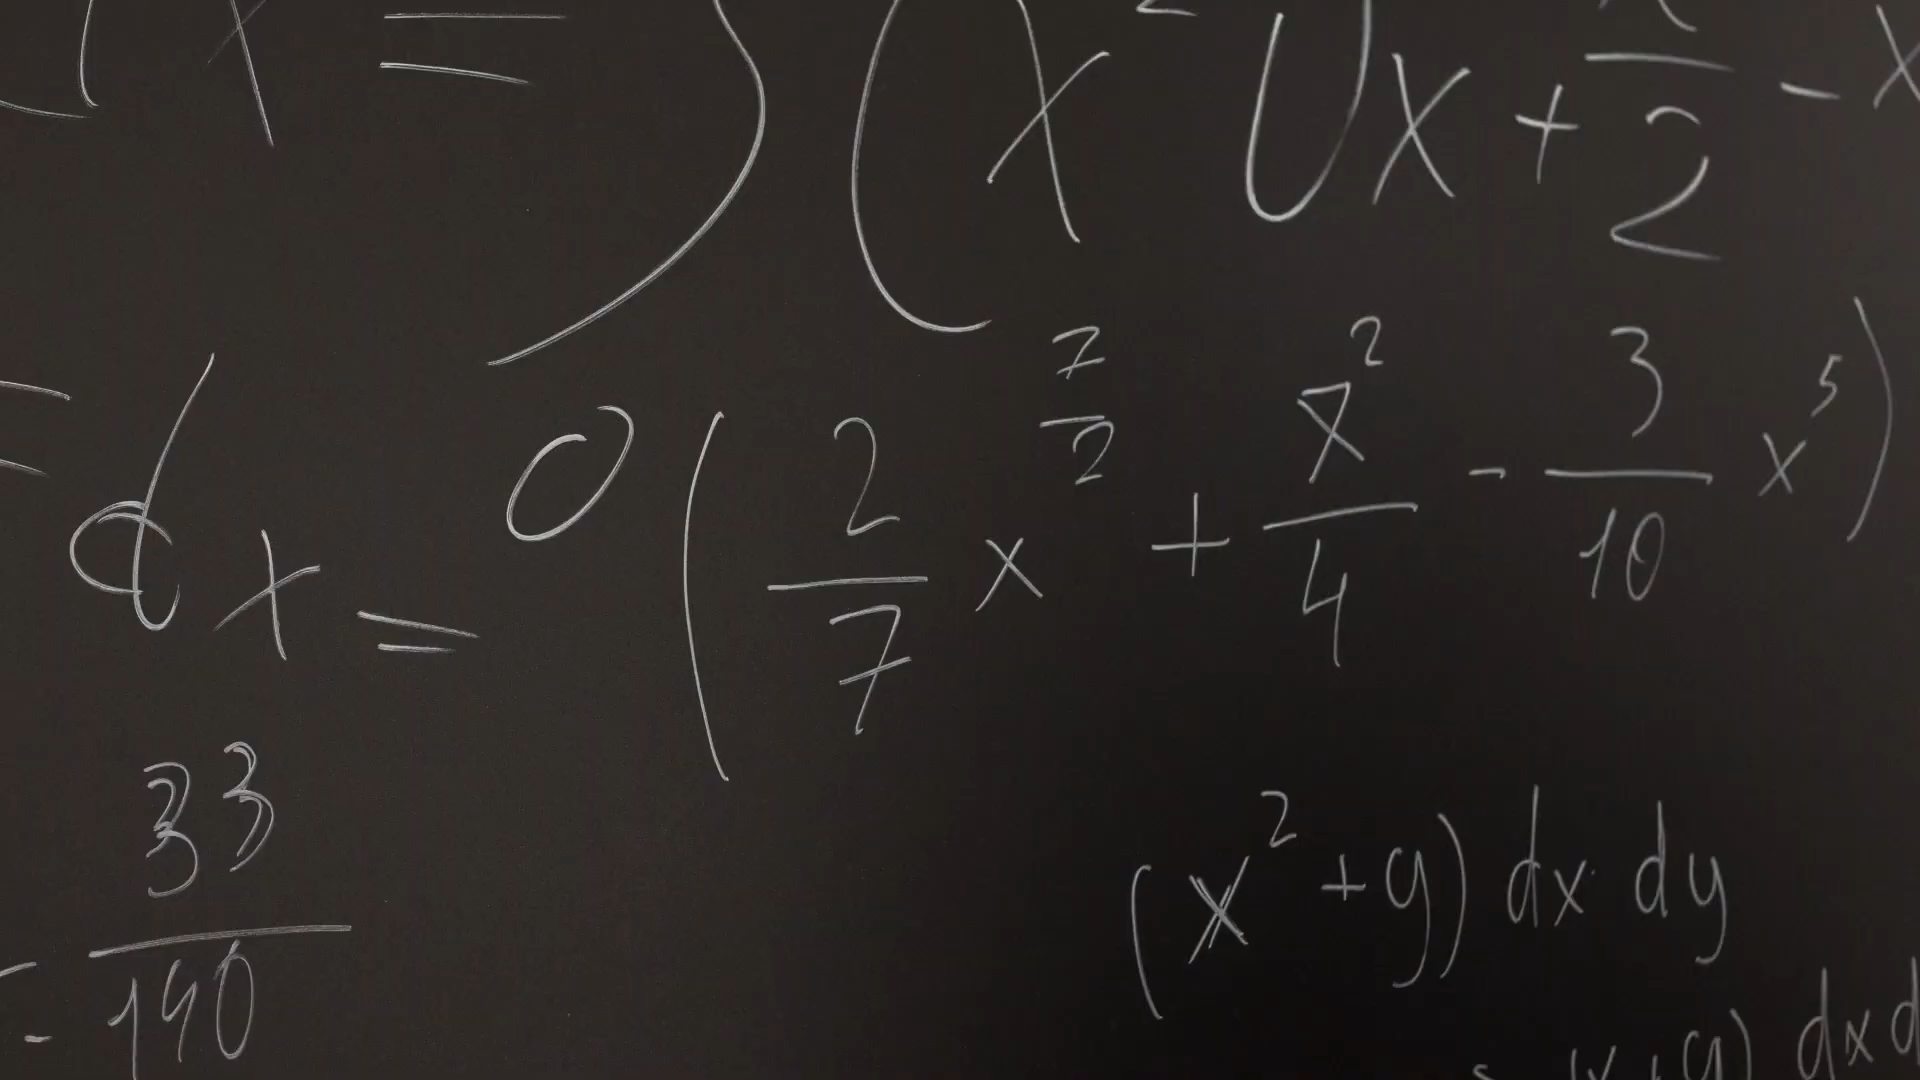 x = ∫ (x² √x + x/2 - x
= dx = 0 ( 2/7 x^7/2 + x²/4 - 3/10 x⁵ )
= 33/140
(x² + y) dx dy
(x + y) dx d